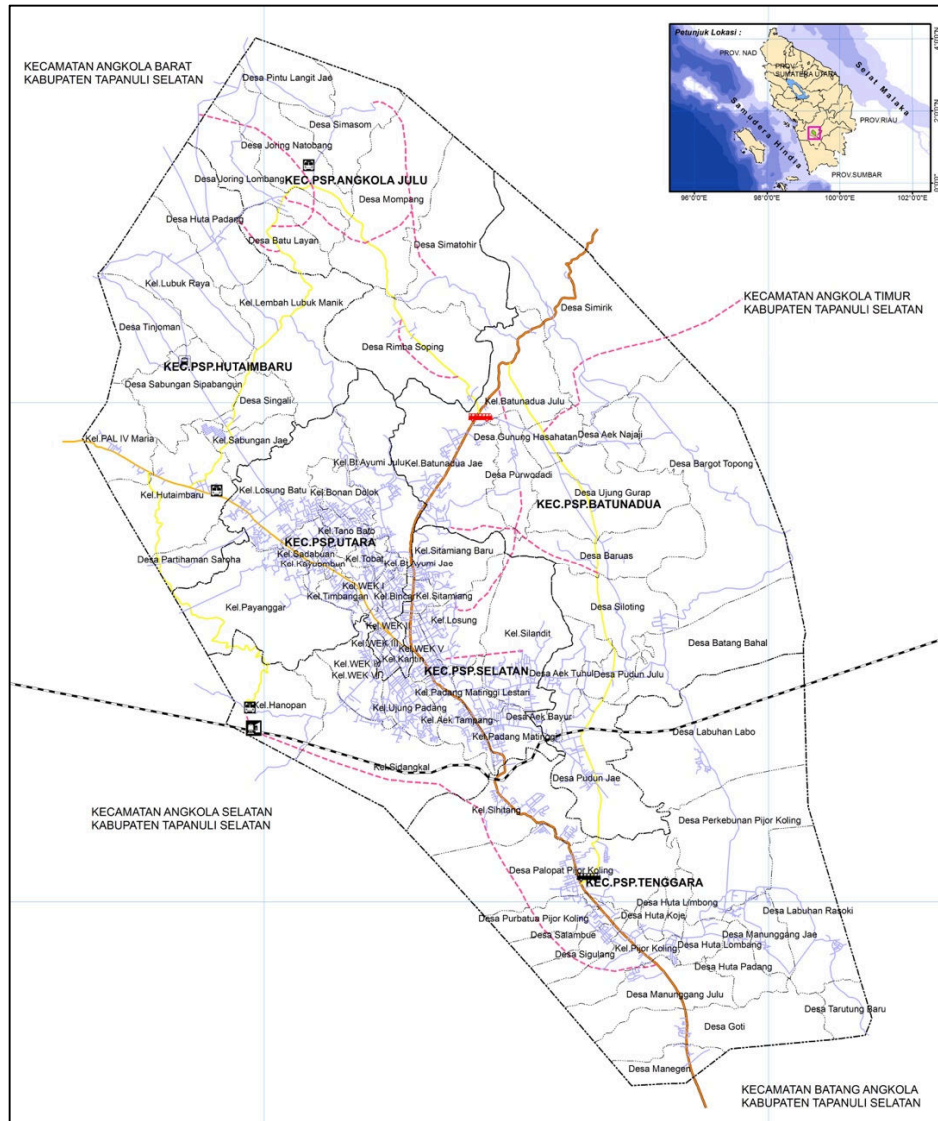 KECAMATAN ANGKOLA BARAT
KABUPATEN TAPANULI SELATAN
Petunjuk Lokasi :
PROV. NAD
PROV.
SUMATERA UTARA
Selat Malaka
PROV.RIAU
Samudera Hindia
PROV.SUMBAR
96°0'0"E
98°0'0"E
100°0'0"E
102°0'0"E
Desa Pintu Langit Jae
Desa Simasom
Desa Joring Natobang
Desa Joring Lombang
KEC.PSP.ANGKOLA JULU
Desa Mompang
Desa Huta Padang
Desa Batu Layan
Desa Simatohir
Kel.Lubuk Raya
Kel.Lembah Lubuk Manik
Desa Simirik
KECAMATAN ANGKOLA TIMUR
KABUPATEN TAPANULI SELATAN
Desa Tinjoman
Desa Rimba Soping
KEC.PSP.HUTAIMBARU
Desa Sabungan Sipabangun
Desa Singali
Kel.Batunadua Julu
Kel.PAL IV Maria
Kel.Sabungan Jae
Desa Gunung Hasahatan
Desa Aek Najaji
Kel.Bt Ayumi Julu
Kel.Batunadua Jae
Desa Bargot Topong
Desa Purwodadi
Kel.Hutaimbaru
Kel.Losung Batu
Kel.Bonan Dolok
Desa Ujung Gurap
KEC.PSP.BATUNADUA
Kel.Tano Bato
KEC.PSP.UTARA
Kel.Sadabuan
Kel.Tobat
Kel.Sitamiang Baru
Desa Partihaman Saroha
Kel.Kayuombun
Kel.Bt Ayumi Jae
Desa Baruas
Kel.WEK I
Kel.Timbangan
Kel.Bincar
Kel.Sitamiang
Kel.Payanggar
Desa Siloting
Kel.WEK II
Kel.Losung
Kel.Silandit
Kel.WEK III
Kel.WEK V
Desa Batang Bahal
Kel.Kantin
KEC.PSP.SELATAN
Desa Aek Tuhul
Desa Pudun Julu
Kel.Padang Matinggi Lestari
Kel.Hanopan
Kel.Ujung Padang
Kel.Aek Tampang
Desa Aek Bayur
Kel.Padang Matinggi
Desa Labuhan Labo
Kel.Sidangkal
Desa Pudun Jae
KECAMATAN ANGKOLA SELATAN
KABUPATEN TAPANULI SELATAN
Kel.Sihitang
Desa Perkebunan Pijor Koling
Desa Palopat Pijor Koling
KEC.PSP.TENGGARA
Desa Huta Limbong
Desa Labuhan Rasoki
Desa Purbatua Pijor Koling
Desa Huta Koje
Desa Salambue
Desa Manunggang Jae
Kel.Pijor Koling
Desa Huta Lombang
Desa Sigulang
Desa Huta Padang
Desa Manunggang Julu
Desa Tarutung Baru
Desa Goti
Desa Manegen
KECAMATAN BATANG ANGKOLA
KABUPATEN TAPANULI SELATAN